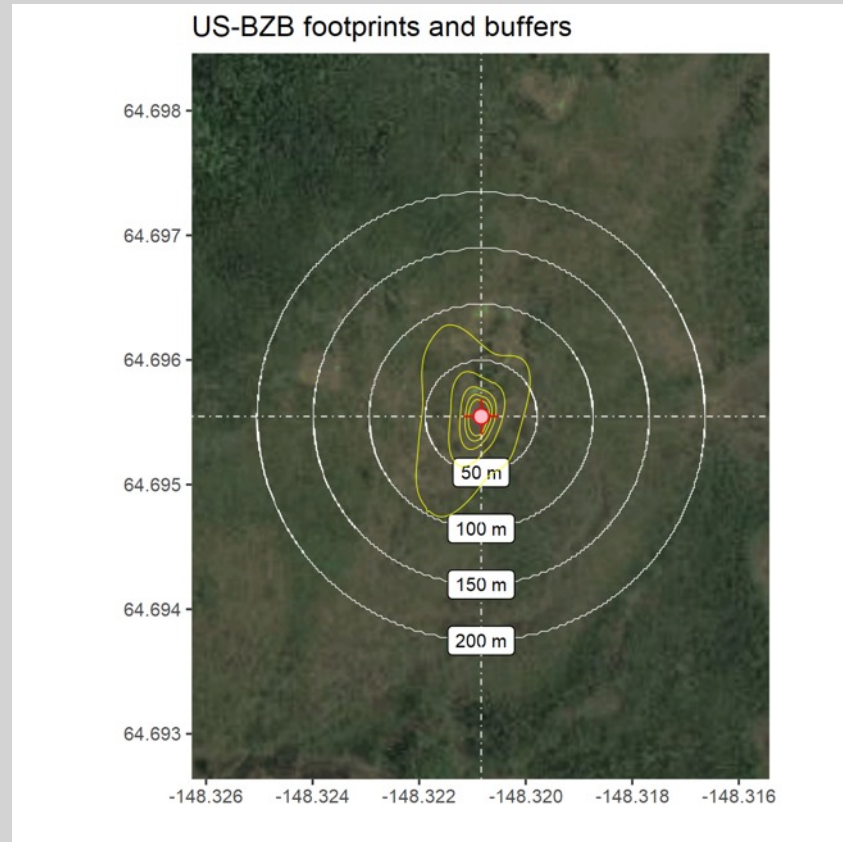 US-BZB footprints and buffers
64.698
64.697
64.696
64.695
64.694
64.693
50 m
100 m
150 m
200 m
-148.326 -148.324 -148.322 -148.320 -148.318 -148.316